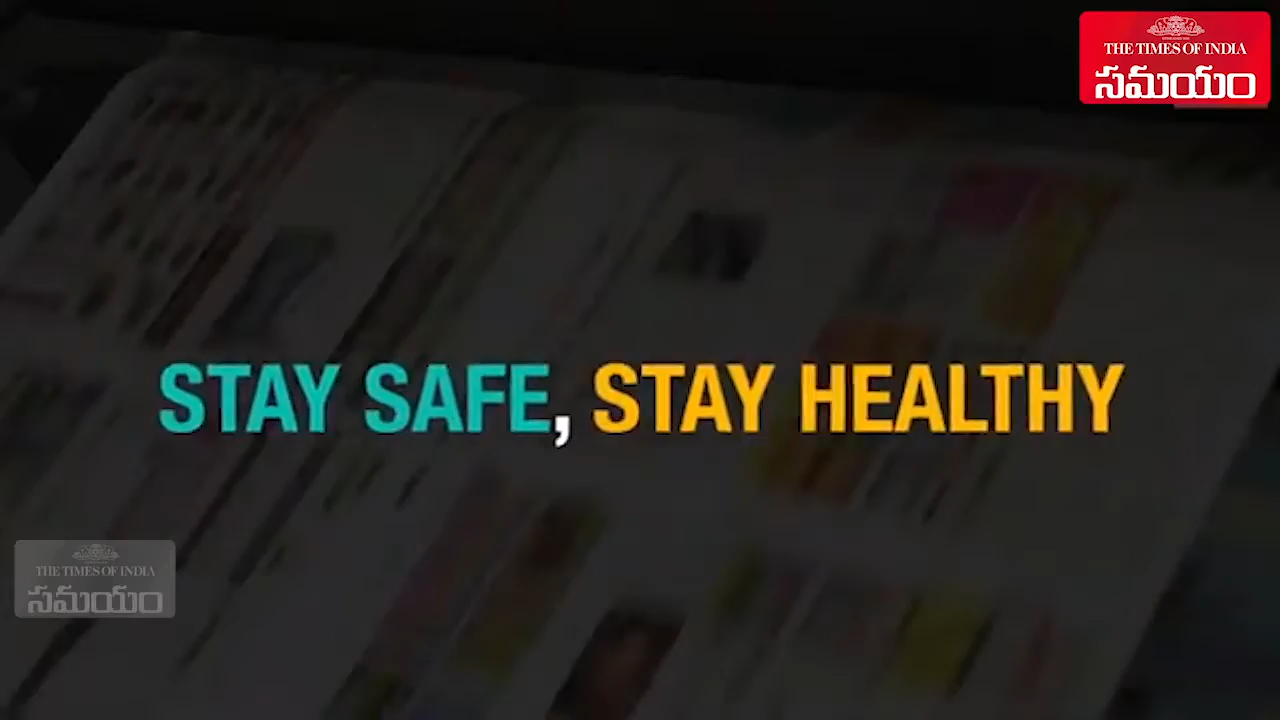 THE TIMES OF INDIA
సమయం
STAY SAFE, STAY HEALTHY
THE TIMES OF INDIA
సమయం